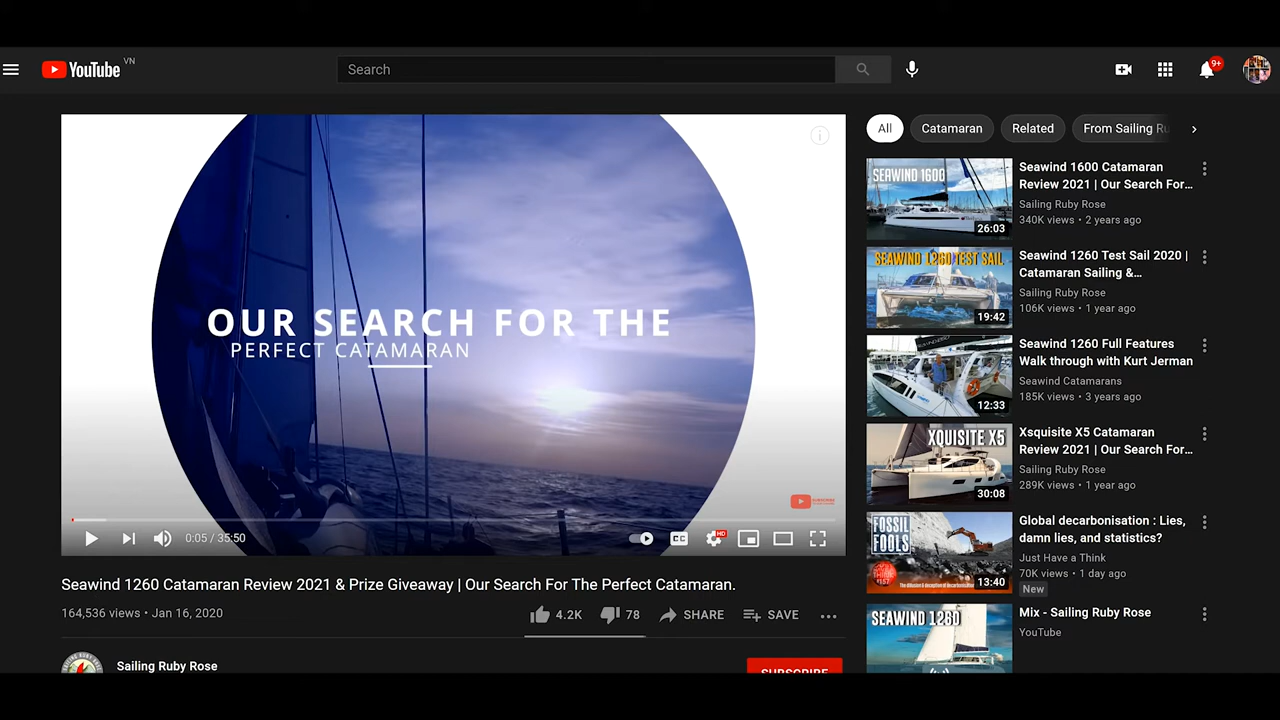 YouTube VN
Search
9+
OUR SEARCH FOR THE
PERFECT CATAMARAN
0:05 / 35:50
CC
HD
Seawind 1260 Catamaran Review 2021 & Prize Giveaway | Our Search For The Perfect Catamaran.
164,536 views • Jan 16, 2020
4.2K
78
SHARE
SAVE
Sailing Ruby Rose
SUBSCRIBE
All
Catamaran
Related
From Sailing Ru
SEAWIND 1600
26:03
Seawind 1600 Catamaran
Review 2021 | Our Search For...
Sailing Ruby Rose
340K views • 2 years ago
SEAWIND 1260 TEST SAIL
19:42
Seawind 1260 Test Sail 2020 |
Catamaran Sailing &...
Sailing Ruby Rose
106K views • 1 year ago
12:33
Seawind 1260 Full Features
Walk through with Kurt Jerman
Seawind Catamarans
185K views • 3 years ago
XQUISITE X5
30:08
Xsquisite X5 Catamaran
Review 2021 | Our Search For...
Sailing Ruby Rose
289K views • 1 year ago
FOSSIL
FOOLS
13:40
Global decarbonisation : Lies,
damn lies, and statistics?
Just Have a Think
70K views • 1 day ago
New
SEAWIND 1260
Mix - Sailing Ruby Rose
YouTube